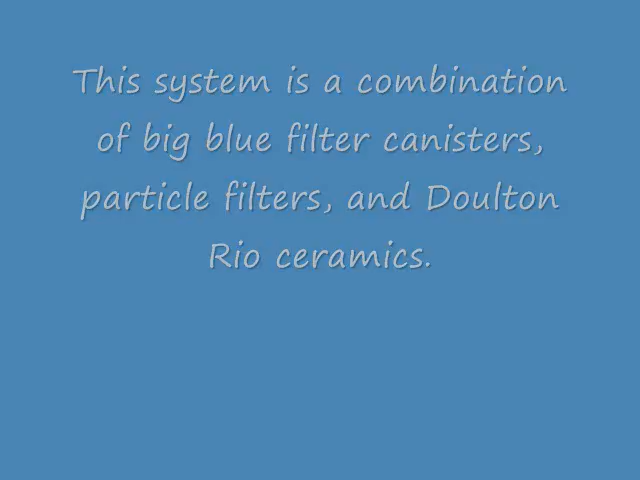 This system is a combination
of big blue filter canisters,
particle filters, and Doulton
Rio ceramics.